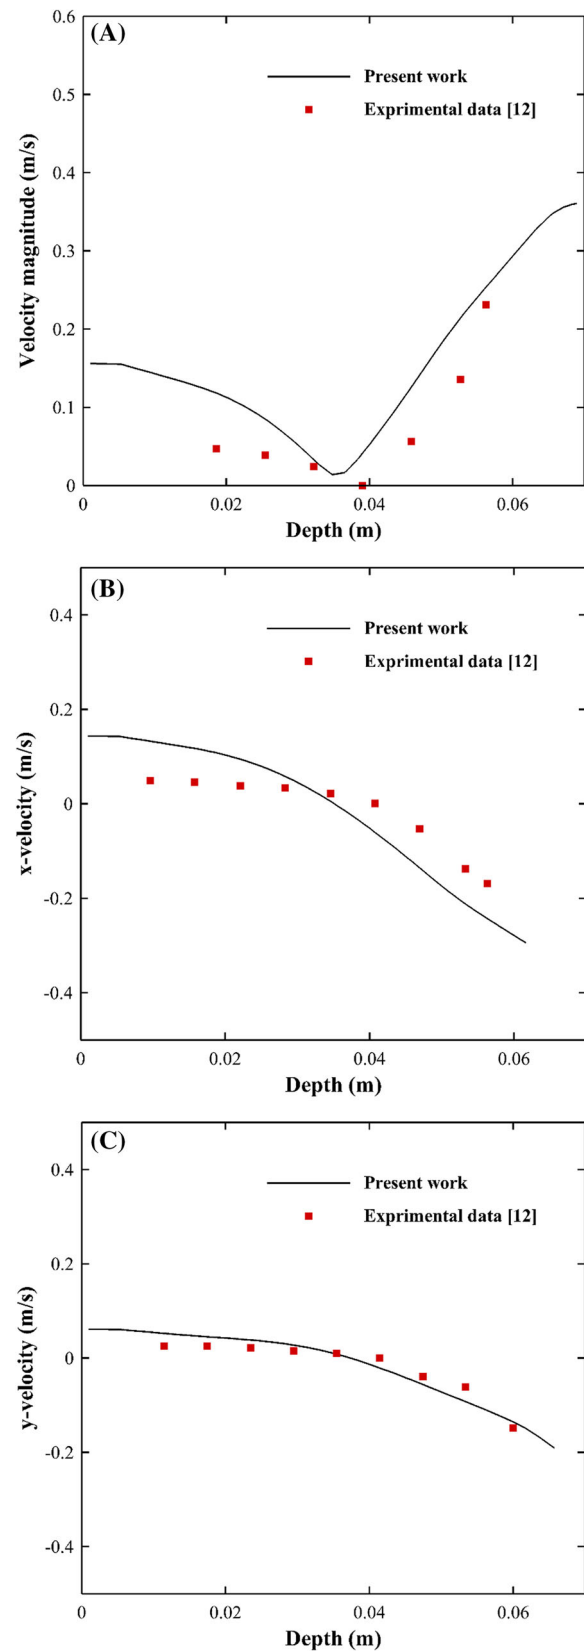 (A)
0.6
0.5
0.4
0.3
0.2
0.1
0
Velocity magnitude (m/s)
Present work
Exprimental data [12]
0
0.02
0.04
0.06
Depth (m)
(B)
0.4
0.2
0
-0.2
-0.4
x-velocity (m/s)
Present work
Exprimental data [12]
0
0.02
0.04
0.06
Depth (m)
(C)
0.4
0.2
0
-0.2
-0.4
y-velocity (m/s)
Present work
Exprimental data [12]
0
0.02
0.04
0.06
Depth (m)